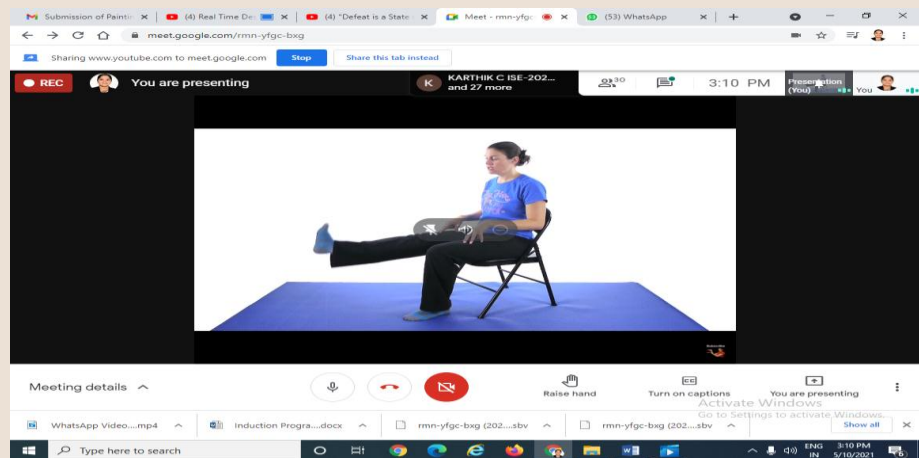 Submission of Paintin
(4) Real Time De
(4) "Defeat is a State
Meet - rmn-yfgc
(53) WhatsApp
meet.google.com/rmn-yfgc-bxg
Sharing www.youtube.com to meet.google.com
Stop
Share this tab instead
REC
You are presenting
K
KARTHIK C ISE-202...
and 27 more
30
3:10 PM
Presentation
(You)
You
Meeting details
Raise hand
CC
Turn on captions
You are presenting
Activate Windows
Go to Settings to activate Windows.
WhatsApp Video....mp4
Induction Progra....docx
rmn-yfgc-bxg (202....sbv
rmn-yfgc-bxg (202....sbv
Show all
Type here to search
ENG
IN
3:10 PM
5/10/2021